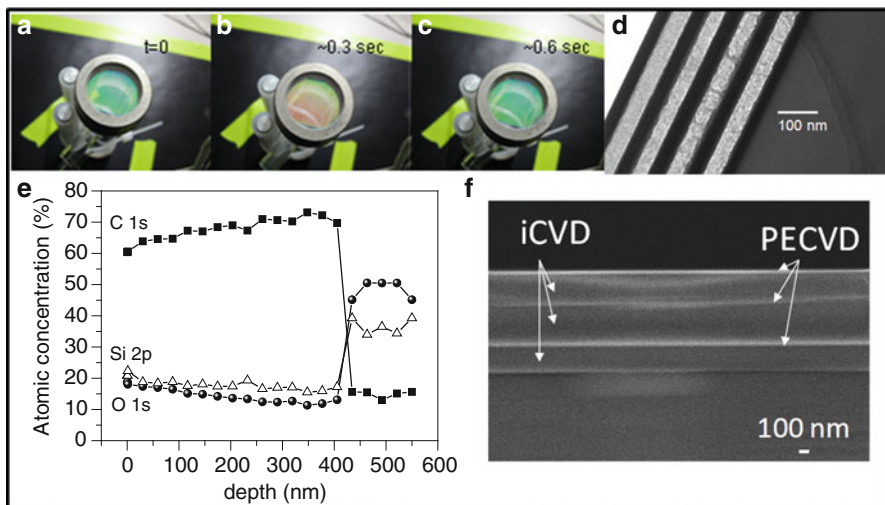 a
t=0
b
~0.3 sec
c
~0.6 sec
d
100 nm
e
Atomic concentration (%)
80
70
60
50
40
30
20
10
0
C 1s
Si 2p
O 1s
0 100 200 300 400 500 600
depth (nm)
f
iCVD
PECVD
100 nm